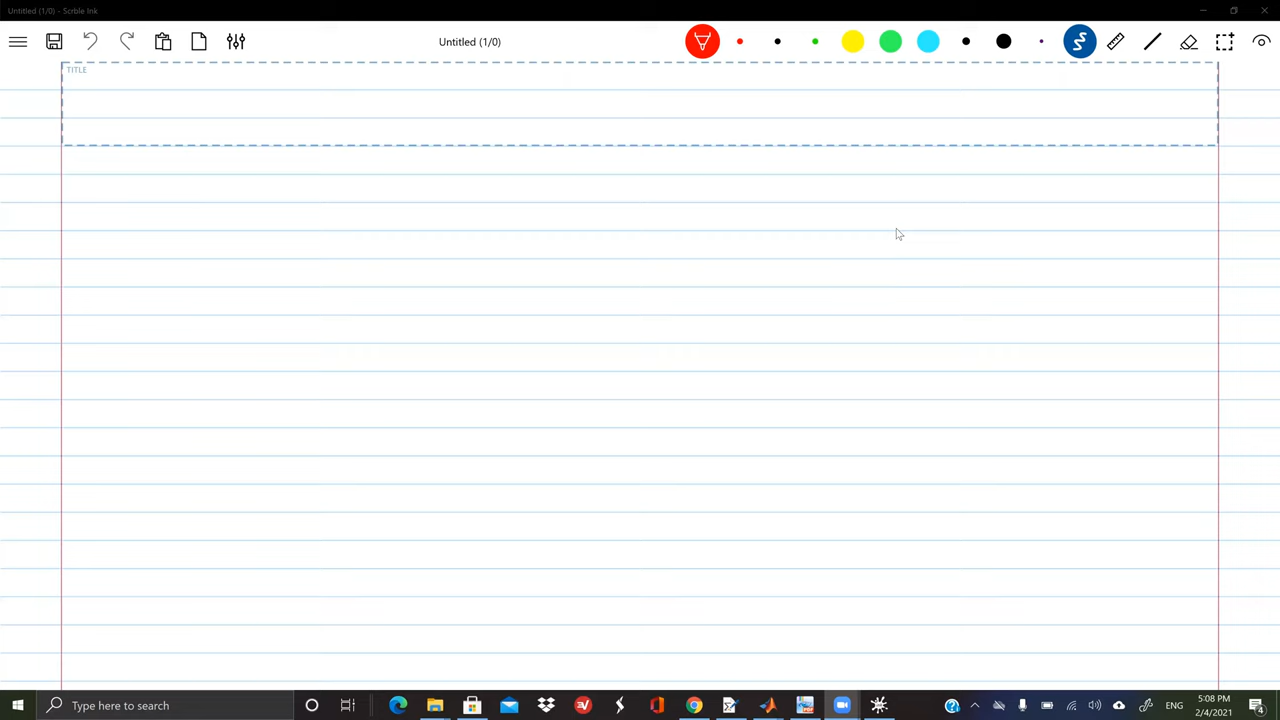 Untitled (1/0) - Scrble Ink
Untitled (1/0)
TITLE
Type here to search
ENG
5:08 PM
2/4/2021
4